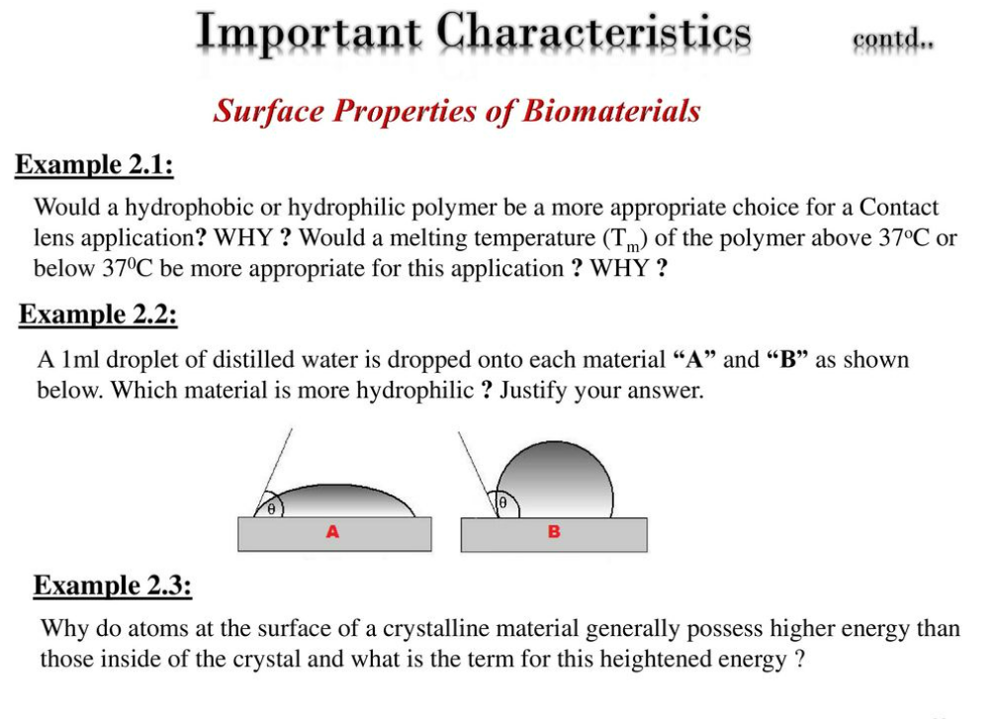 Important Characteristics contd..
Surface Properties of Biomaterials
Example 2.1:
Would a hydrophobic or hydrophilic polymer be a more appropriate choice for a Contact
lens application? WHY ? Would a melting temperature (Tm) of the polymer above 37ºC or
below 37⁰C be more appropriate for this application ? WHY ?
Example 2.2:
A 1ml droplet of distilled water is dropped onto each material “A” and “B” as shown
below. Which material is more hydrophilic ? Justify your answer.
θ
θ
A
B
Example 2.3:
Why do atoms at the surface of a crystalline material generally possess higher energy than
those inside of the crystal and what is the term for this heightened energy ?